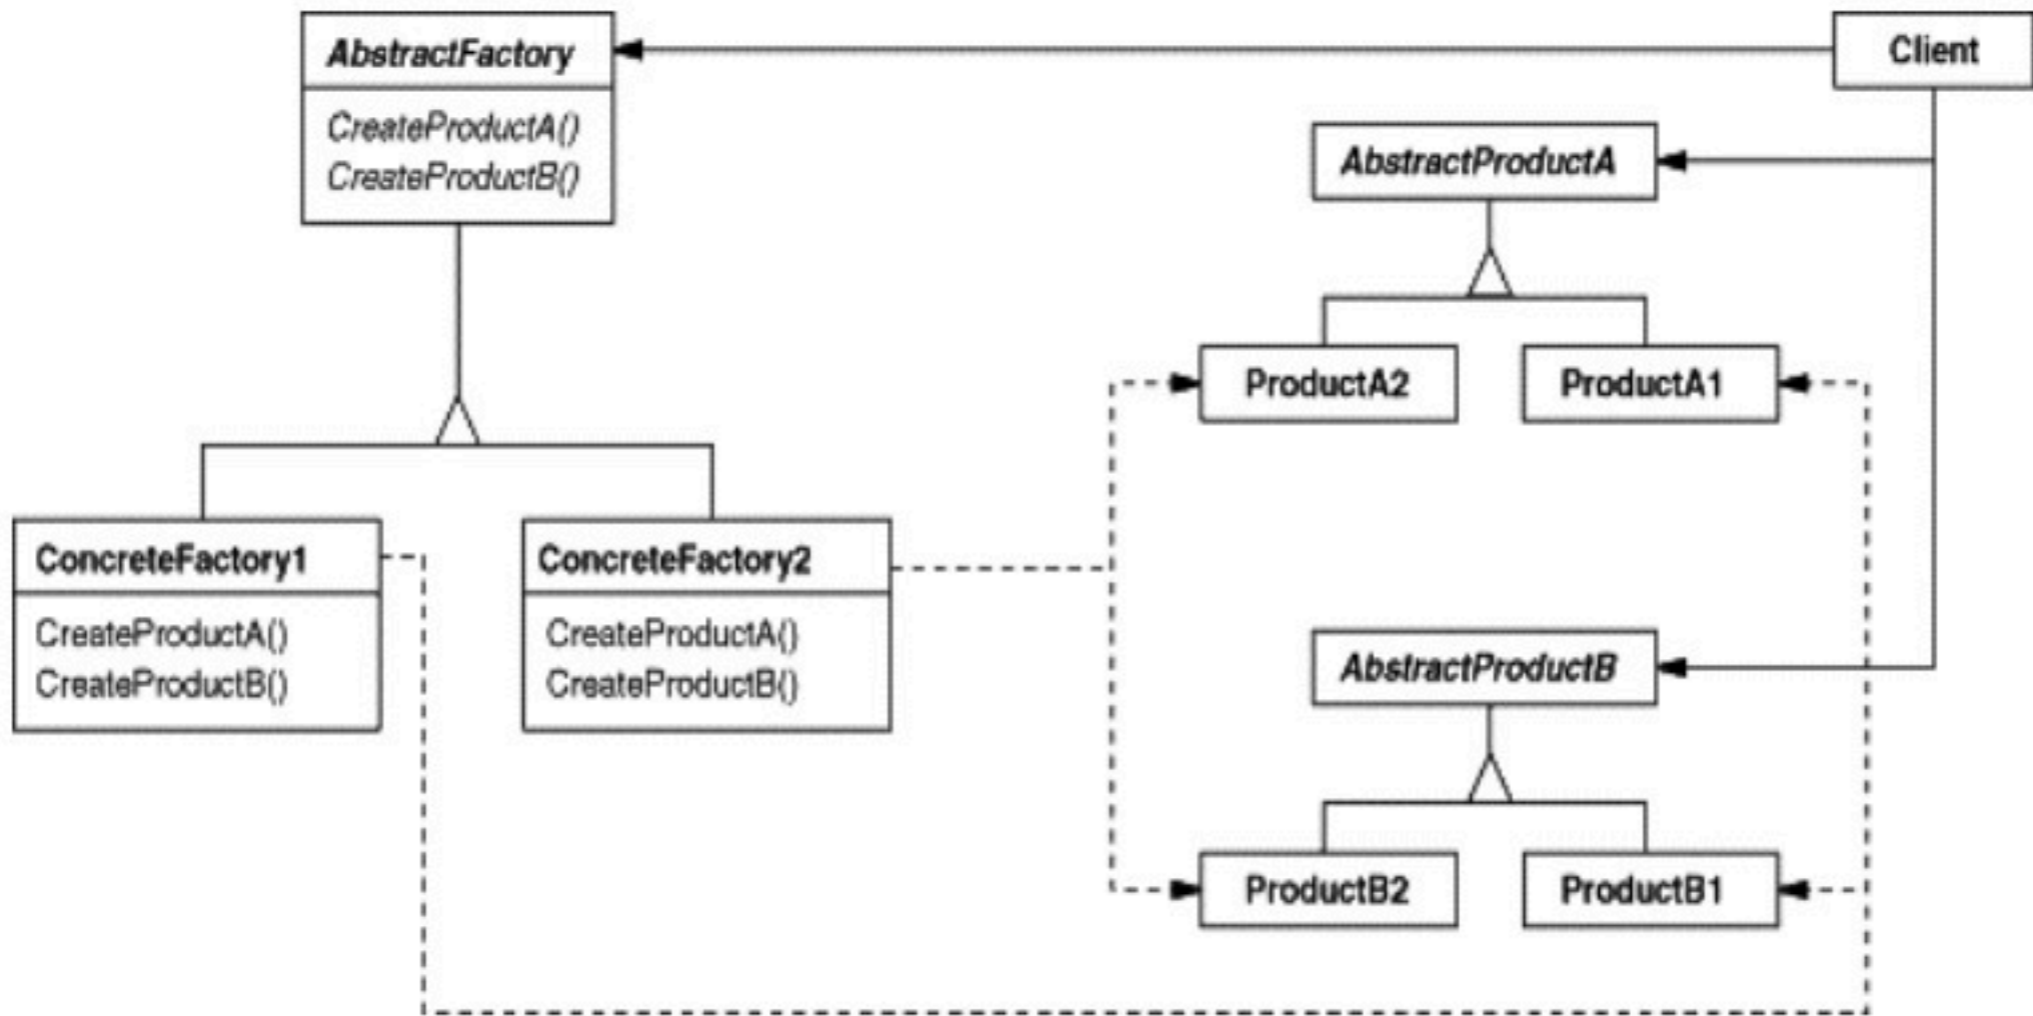 AbstractFactory
CreateProductA()
CreateProductB()
Client
AbstractProductA
ProductA2
ProductA1
ConcreteFactory1
CreateProductA()
CreateProductB()
ConcreteFactory2
CreateProductA()
CreateProductB()
AbstractProductB
ProductB2
ProductB1